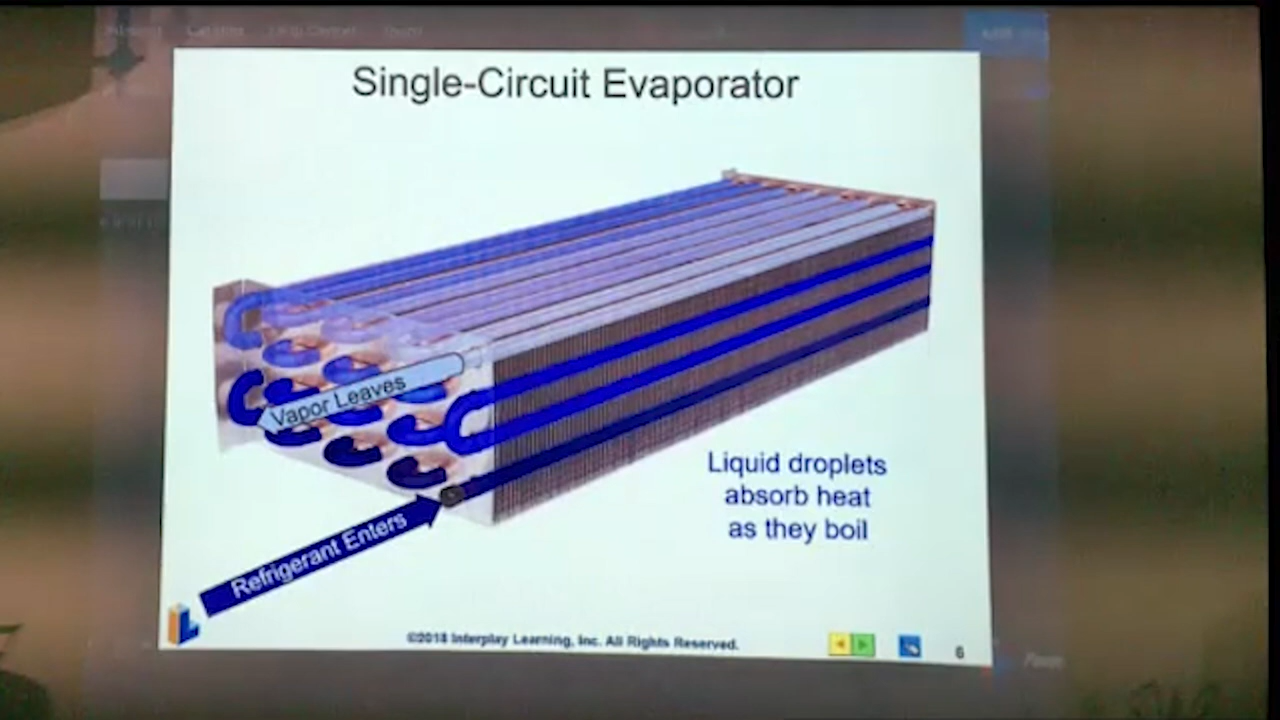 Single-Circuit Evaporator
Vapor Leaves
Refrigerant Enters
Liquid droplets
absorb heat
as they boil
©2018 Interplay Learning, Inc. All Rights Reserved.
6